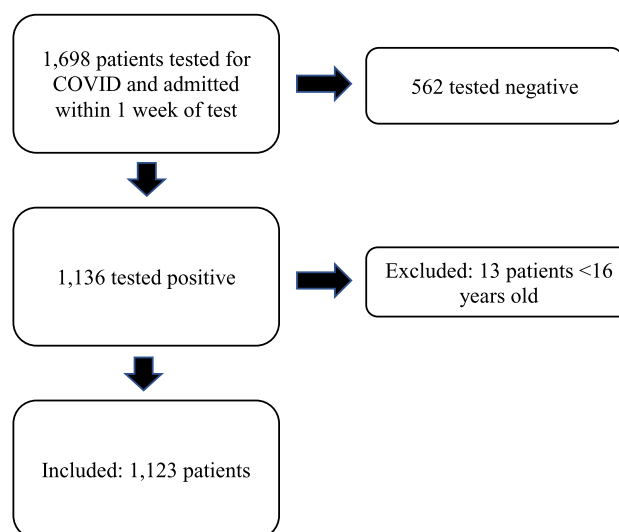 1,698 patients tested for
COVID and admitted
within 1 week of test
562 tested negative
1,136 tested positive
Excluded: 13 patients <16
years old
Included: 1,123 patients